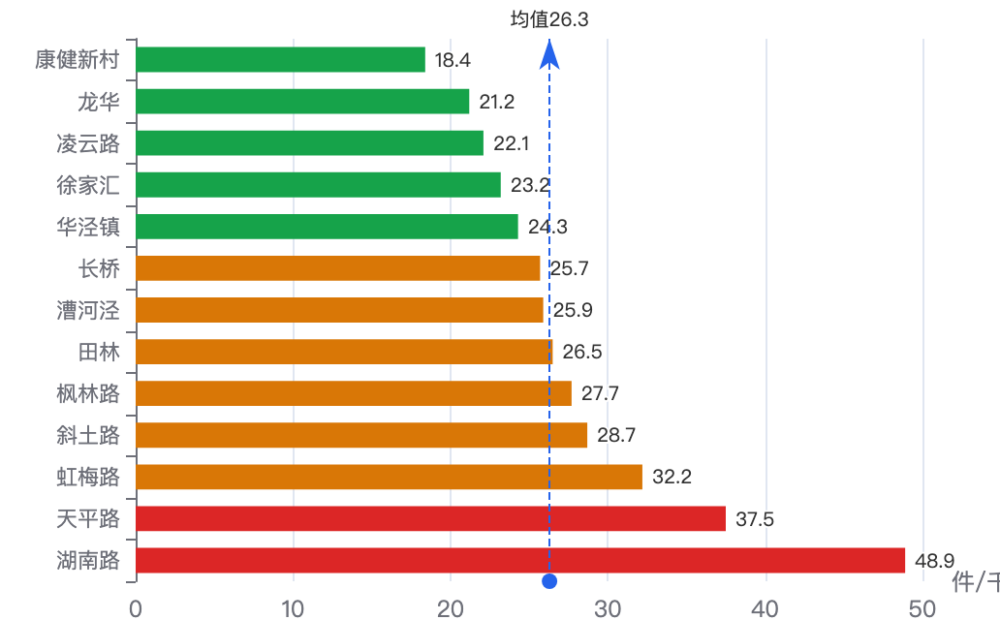 均值26.3
康健新村 18.4
龙华 21.2
凌云路 22.1
徐家汇 23.2
华泾镇 24.3
长桥 25.7
漕河泾 25.9
田林 26.5
枫林路 27.7
斜土路 28.7
虹梅路 32.2
天平路 37.5
湖南路 48.9
件/千
0 10 20 30 40 50